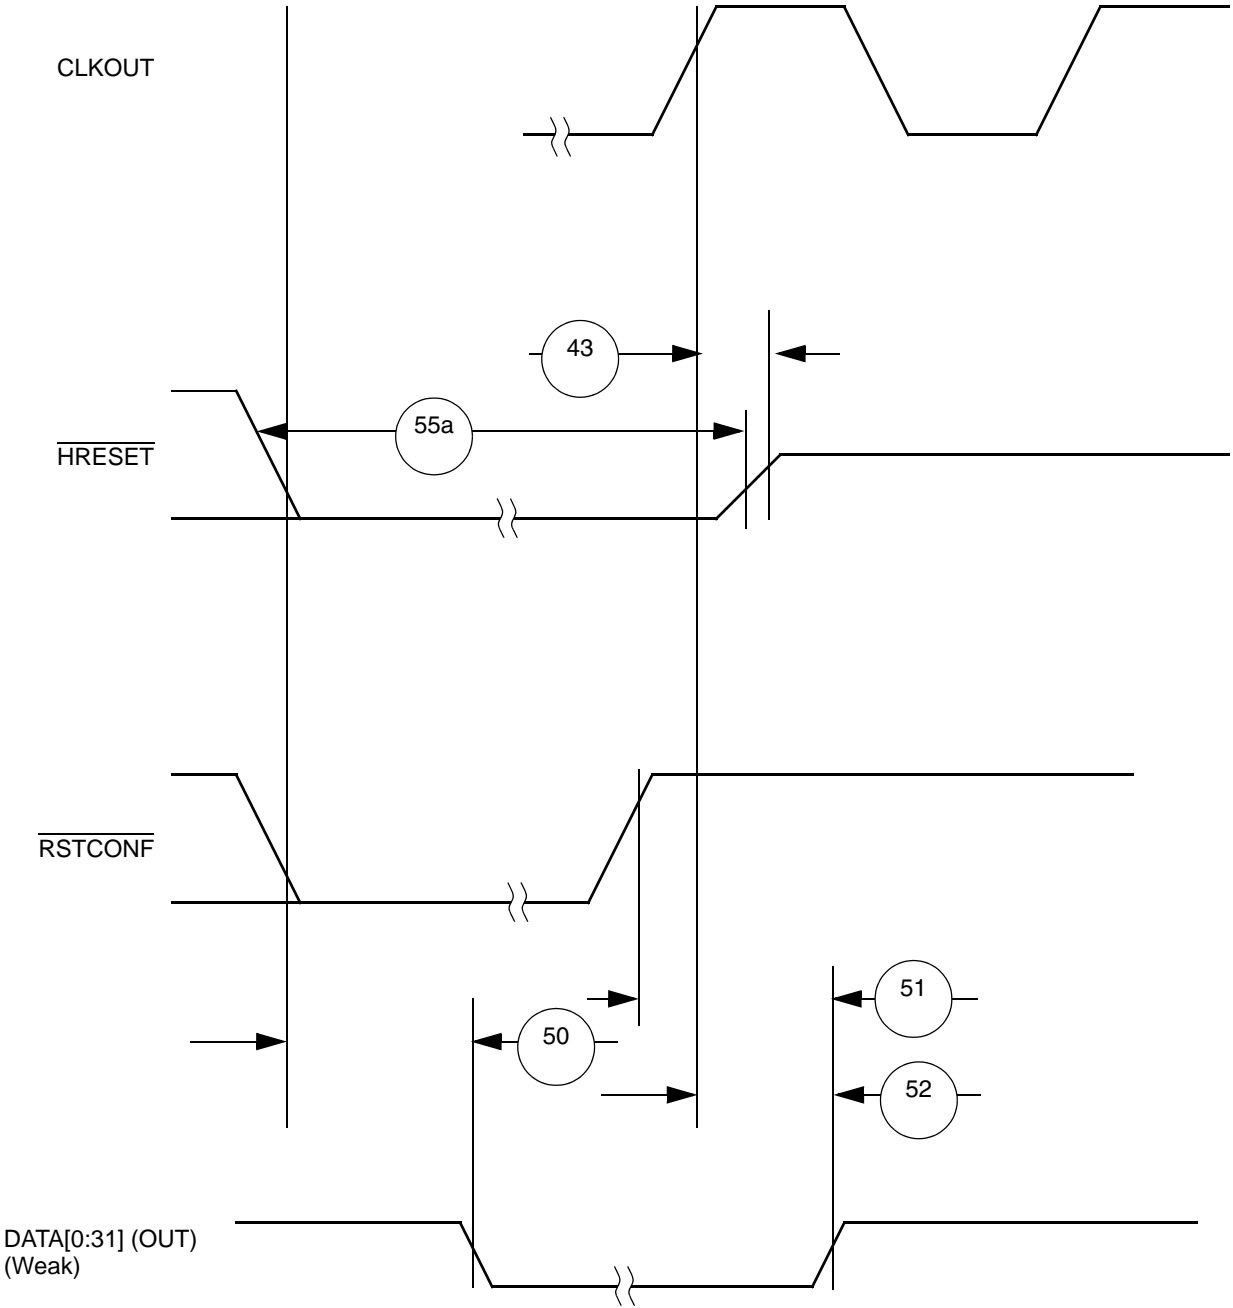 CLKOUT
43
55a
HRESET
RSTCONF
51
50
52
DATA[0:31] (OUT)
(Weak)